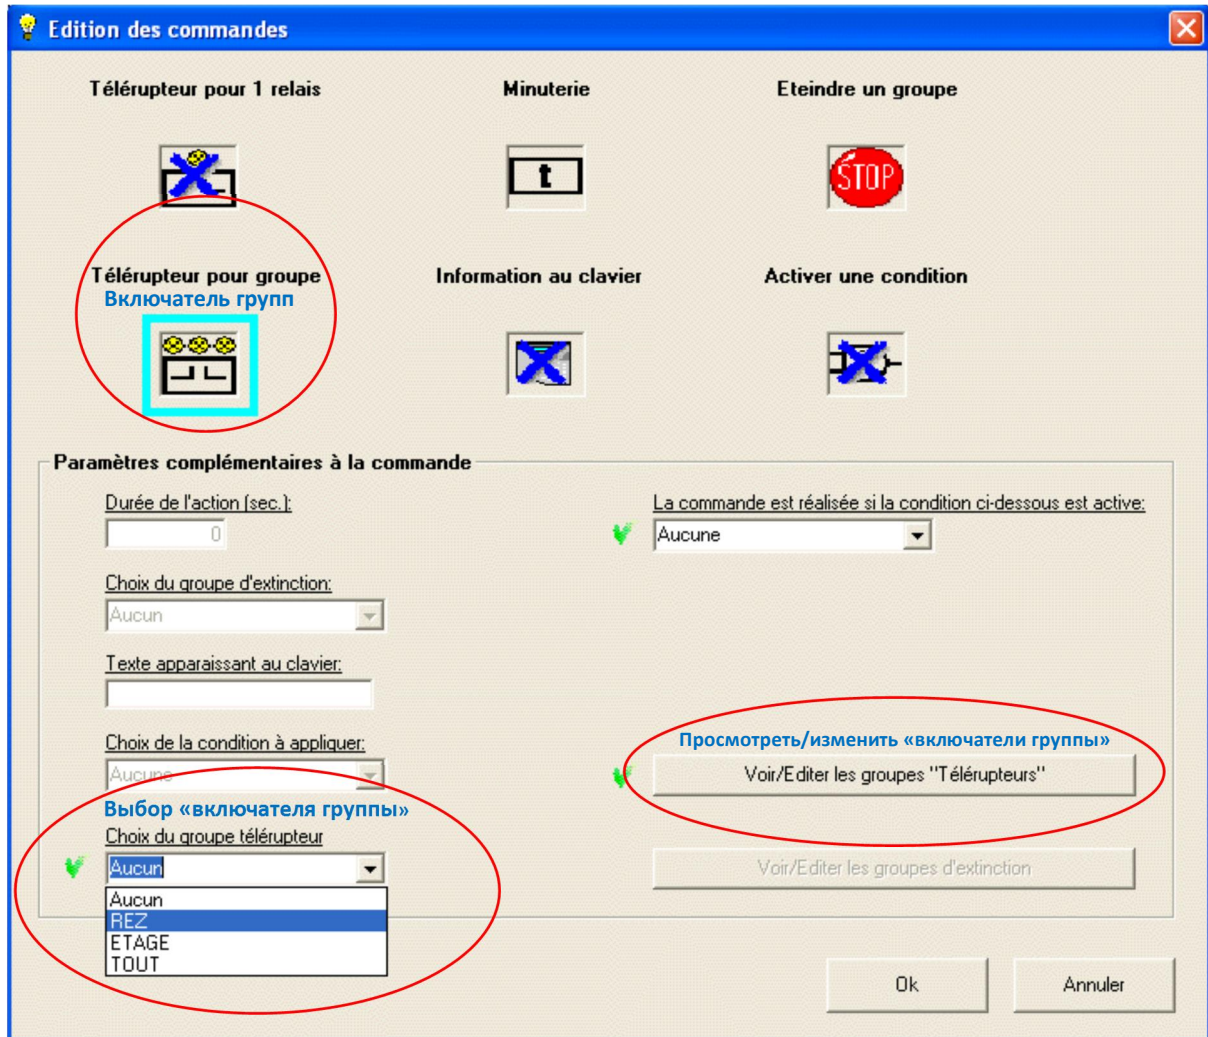 Edition des commandes
Télérupteur pour 1 relais
Minuterie
Eteindre un groupe
t
STOP
Télérupteur pour groupe
Включатель групп
Information au clavier
Activer une condition
Paramètres complémentaires à la commande
Durée de l'action (sec.):
0
La commande est réalisée si la condition ci-dessous est active:
Aucune
Choix du groupe d'extinction:
Aucun
Texte apparaissant au clavier:
Choix de la condition à appliquer:
Aucune
Просмотреть/изменить «включатели группы»
Voir/Editer les groupes "Télérupteurs"
Выбор «включателя группы»
Choix du groupe télérupteur
Aucun
Voir/Editer les groupes d'extinction
Aucun
REZ
ETAGE
TOUT
Ok
Annuler